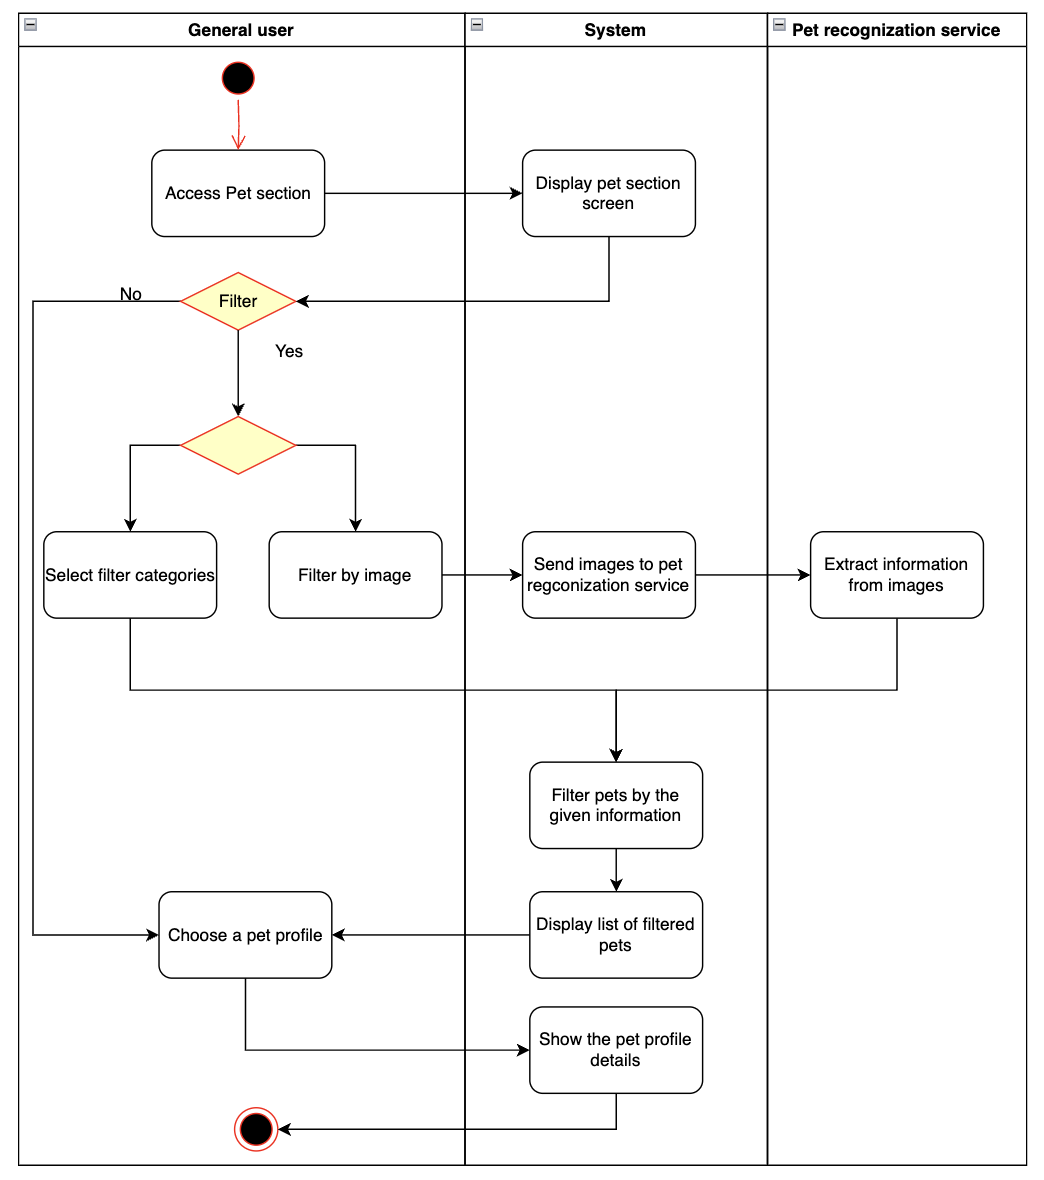 General user
System
Pet recognization service
Access Pet section
Display pet section
screen
No
Filter
Yes
Select filter categories
Filter by image
Send images to pet
regconization service
Extract information
from images
Filter pets by the
given information
Choose a pet profile
Display list of filtered
pets
Show the pet profile
details